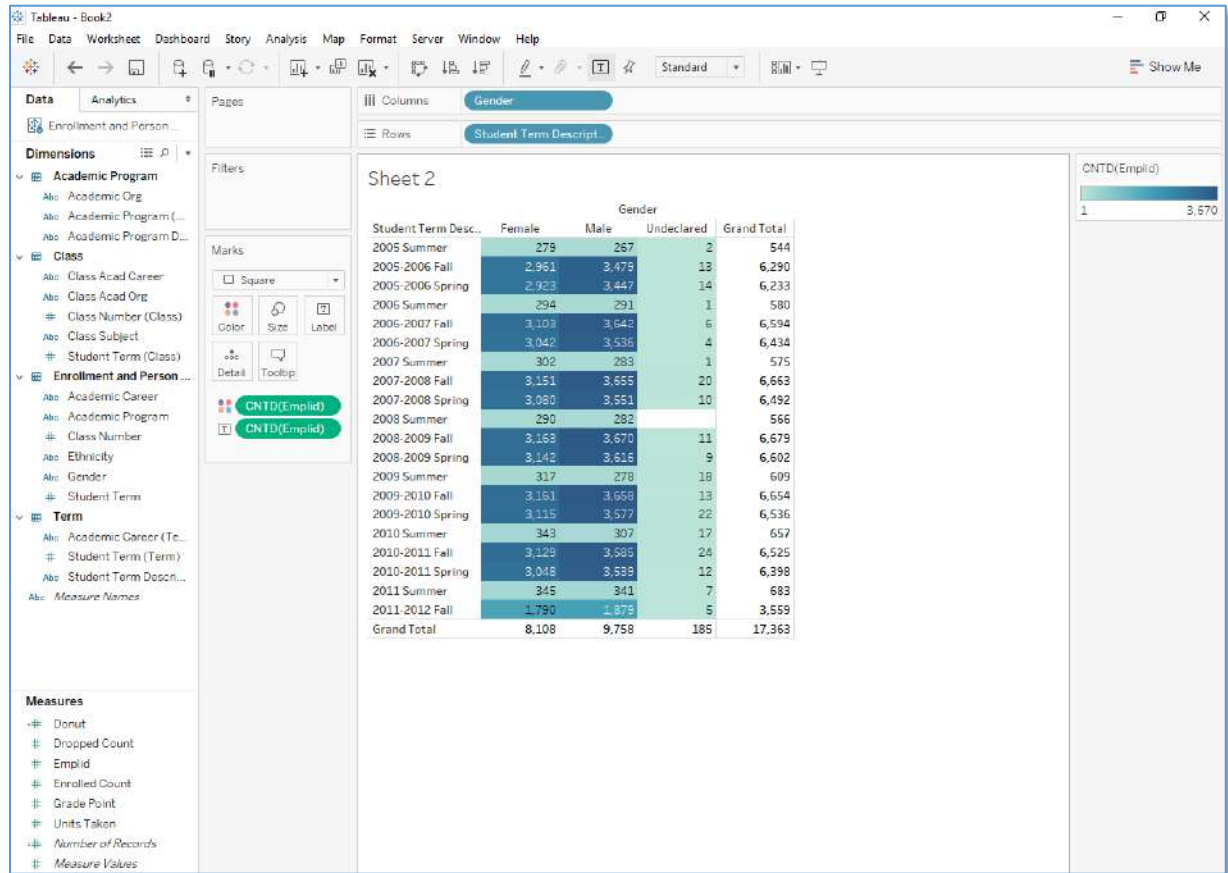 Tableau - Book2
File Data Worksheet Dashboard Story Analysis Map Format Server Window Help
Standard
Show Me
Data Analytics
Enrollment and Person...
Dimensions
Academic Program
Abc Academic Org
Abc Academic Program (...
Abc Academic Program D...
Class
Abc Class Acad Career
Abc Class Acad Org
# Class Number (Class)
Abc Class Subject
# Student Term (Class)
Enrollment and Person ...
Abc Academic Career
Abc Academic Program
# Class Number
Abc Ethnicity
Abc Gender
# Student Term
Term
Abc Academic Career (Te...
# Student Term (Term)
Abc Student Term Descri...
Abc Measure Names
Measures
# Donut
# Dropped Count
# Emplid
# Enrolled Count
# Grade Point
# Units Taken
# Number of Records
# Measure Values
Pages
Filters
Marks
Square
Color Size Label
Detail Tooltip
CNTD(Emplid)
CNTD(Emplid)
Columns Gender
Rows Student Term Descript..
Sheet 2
Gender
Student Term Desc.. Female Male Undeclared Grand Total
2005 Summer 279 267 2 544
2005-2006 Fall 2,961 3,479 13 6,290
2005-2006 Spring 2,923 3,447 14 6,233
2006 Summer 294 291 1 580
2006-2007 Fall 3,103 3,642 6 6,594
2006-2007 Spring 3,042 3,536 4 6,434
2007 Summer 302 283 1 575
2007-2008 Fall 3,151 3,655 20 6,663
2007-2008 Spring 3,080 3,551 10 6,492
2008 Summer 290 282 566
2008-2009 Fall 3,163 3,670 11 6,679
2008-2009 Spring 3,142 3,616 9 6,602
2009 Summer 317 278 18 609
2009-2010 Fall 3,161 3,658 13 6,654
2009-2010 Spring 3,115 3,577 22 6,536
2010 Summer 343 307 17 657
2010-2011 Fall 3,129 3,585 24 6,525
2010-2011 Spring 3,048 3,539 12 6,398
2011 Summer 345 341 7 683
2011-2012 Fall 1,790 1,879 5 3,559
Grand Total 8,108 9,758 185 17,363
CNTD(Emplid)
1 3,670